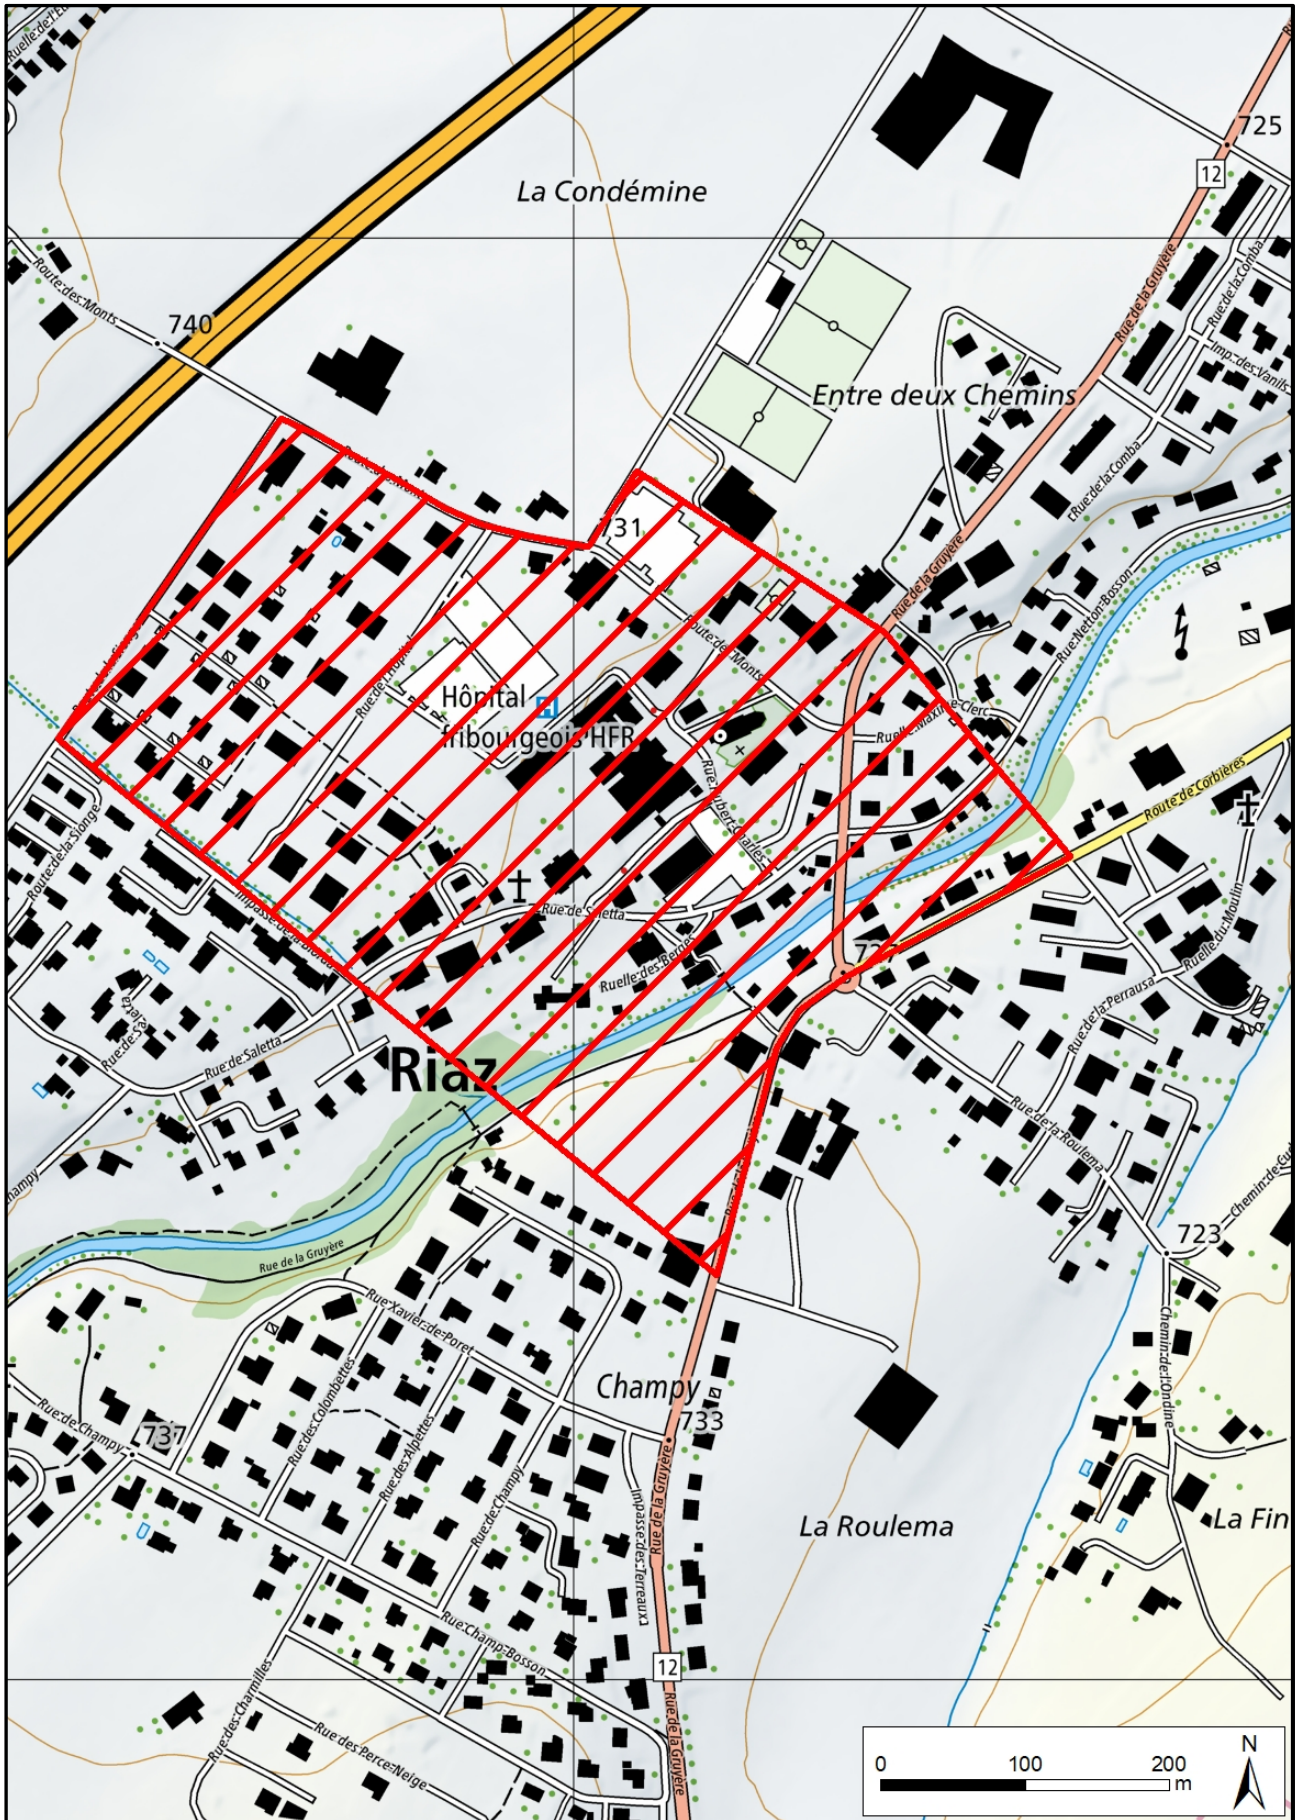 725
12
La Condémine
Rue de la Gruyère
Rue de la Comba
Route des Monts
740
Imp. des Vanils
Entre deux Chemins
Rue de la Comba
731
Rue de la Gruyère
Rue Netton-Bosson
Route des Monts
Rue de l'Hôpital
Hôpital
fribourgeois HFR
Ruelle Maxime-Clerc
Route de Corbières
Rue Hubert-Charles
Route de la Sionge
Rue de Saletta
Ruelle du Moulin
Ruelle des Berges
Ruelle de la Perrausa
Rue de Saletta
Rue de Saletta
Riaz
Rue de la Roulema
723
Rue de la Gruyère
Rue Xavier-de-Poret
Chemin de l'Ondine
Rue des Colombettes
Champy
733
Rue de Champy
737
Rue des Alpettes
Rue de Champy
Rue de la Gruyère
Impasse des Terreaux
La Roulema
La Fin
Rue Champ-Bosson
12
Rue des Charmilles
Rue de la Gruyère
Rue des Perce-Neige
0 100 200
m
N